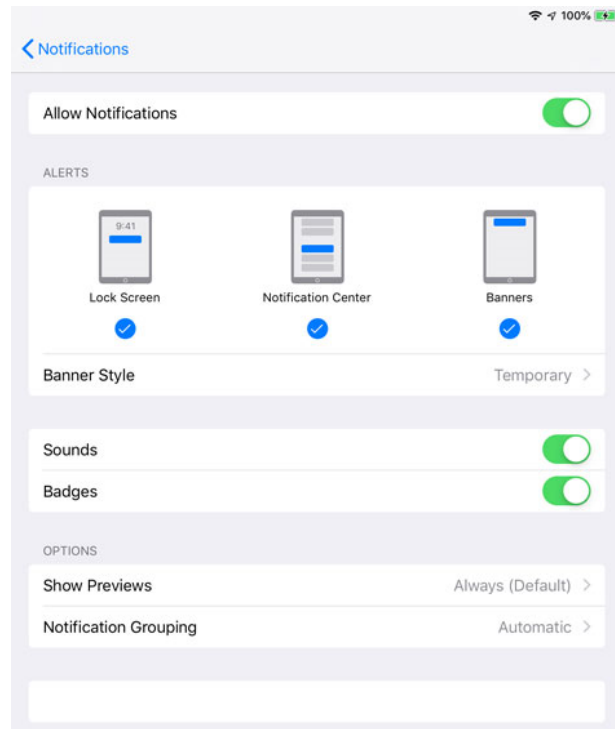 100%
Notifications
Allow Notifications
ALERTS
9:41
Lock Screen Notification Center Banners
Banner Style Temporary
Sounds
Badges
OPTIONS
Show Previews Always (Default)
Notification Grouping Automatic